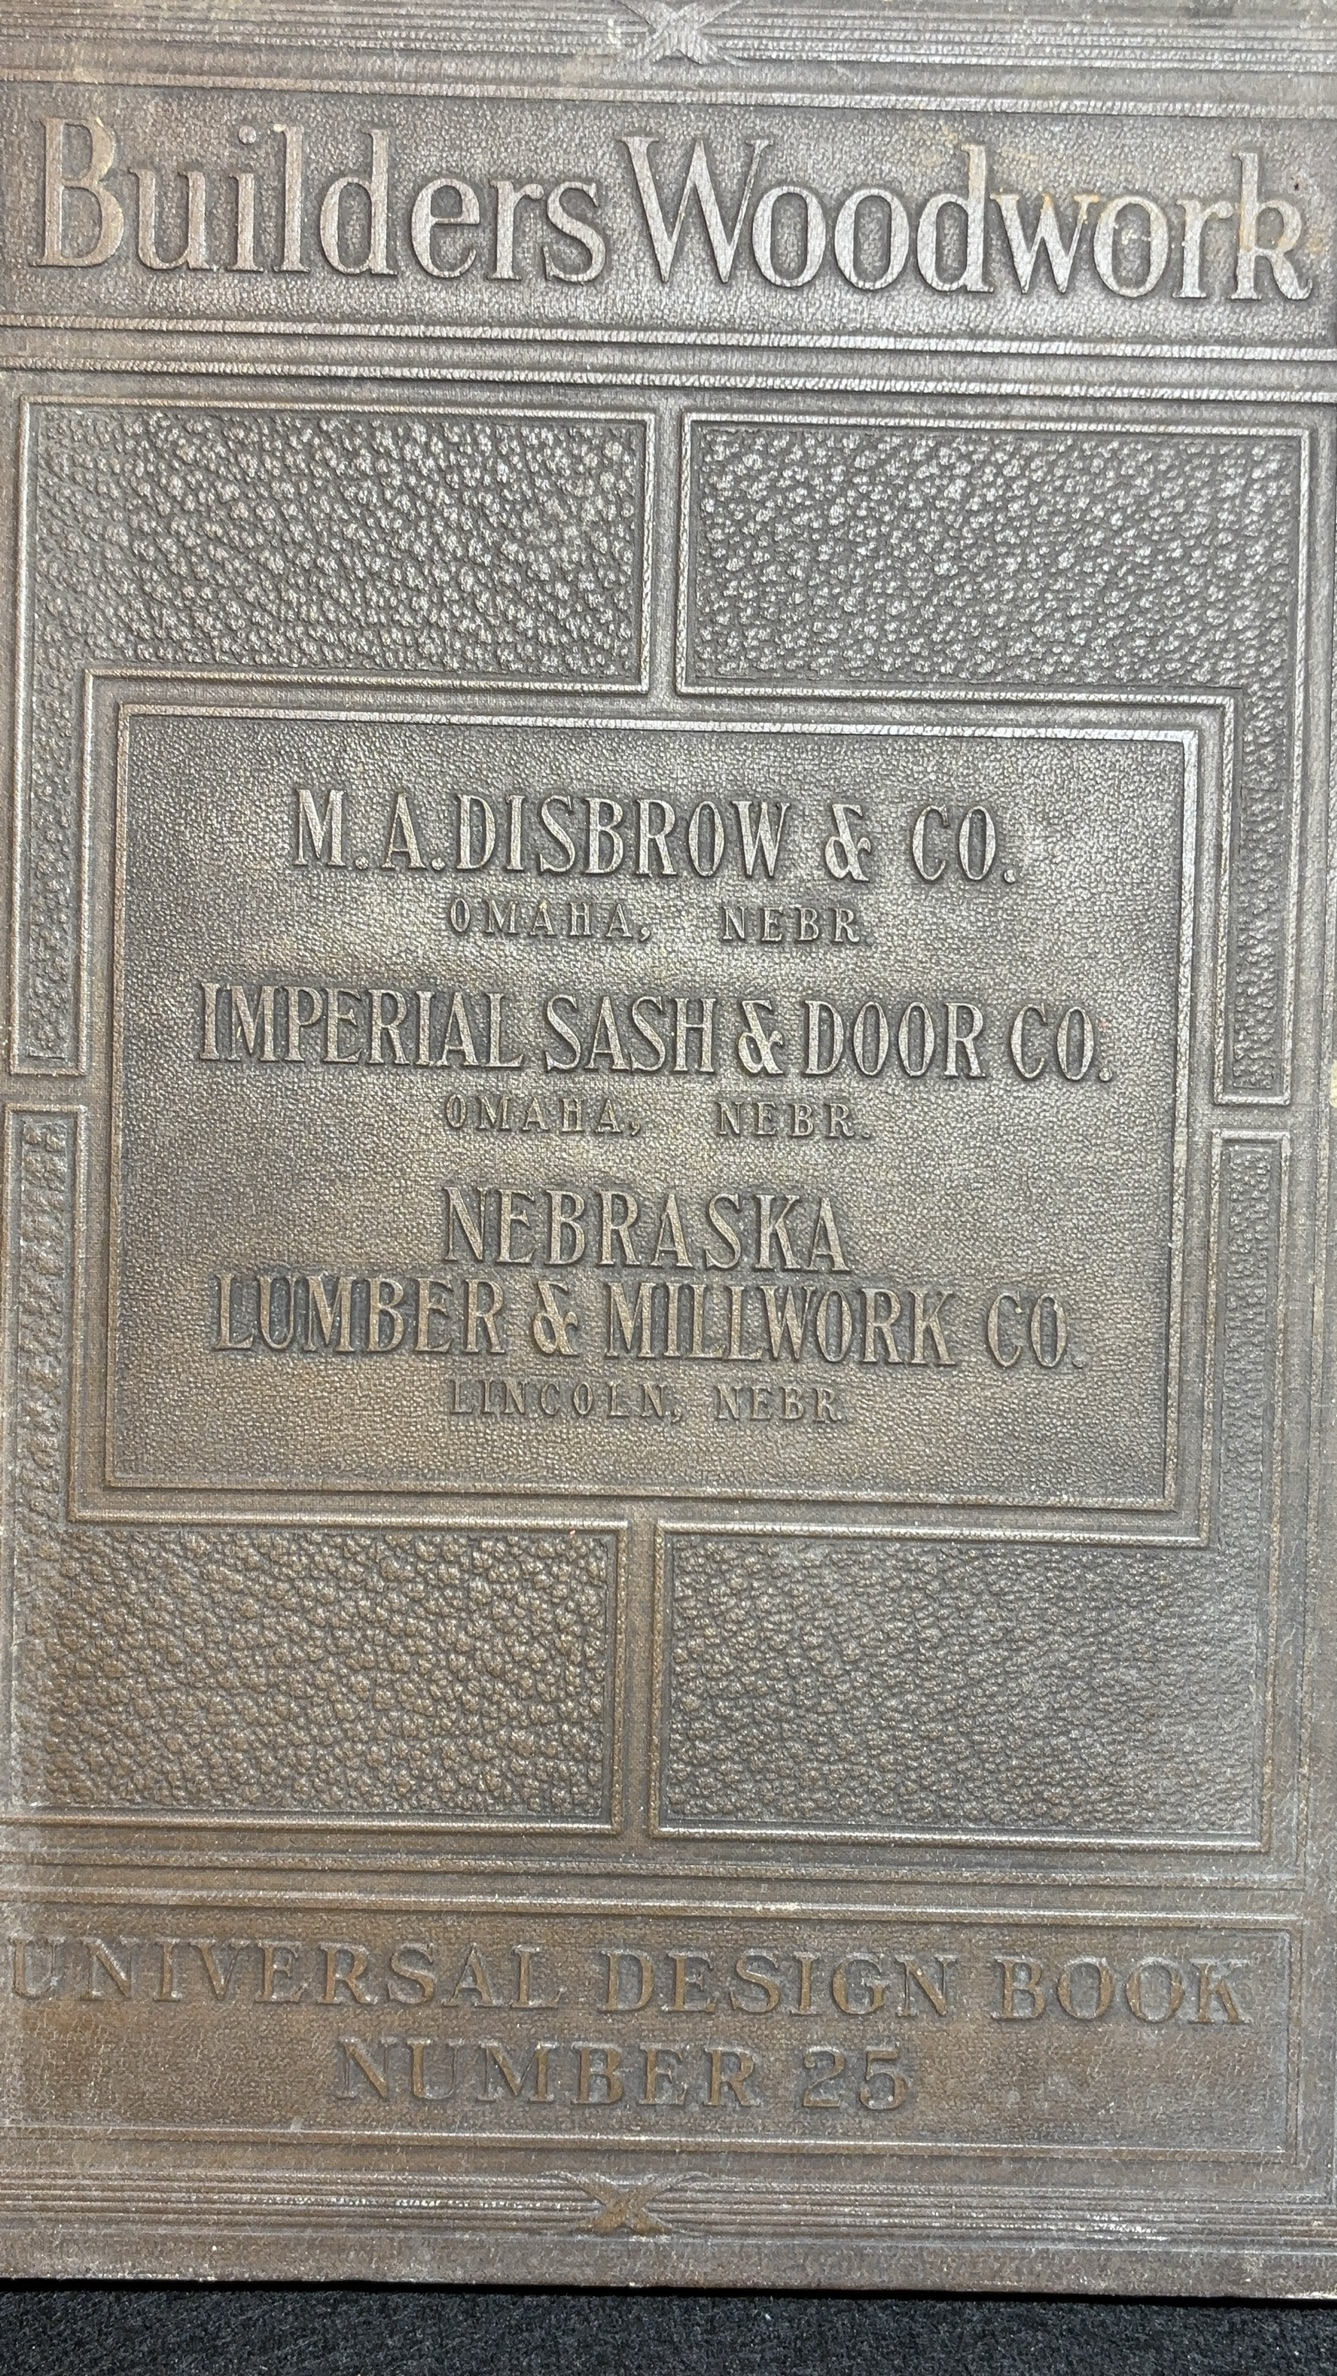 Builders Woodwork
M.A. DISBROW & CO.
OMAHA, NEBR.
IMPERIAL SASH & DOOR CO.
OMAHA, NEBR.
NEBRASKA
LUMBER & MILLWORK CO.
LINCOLN, NEBR.
UNIVERSAL DESIGN BOOK
NUMBER 25